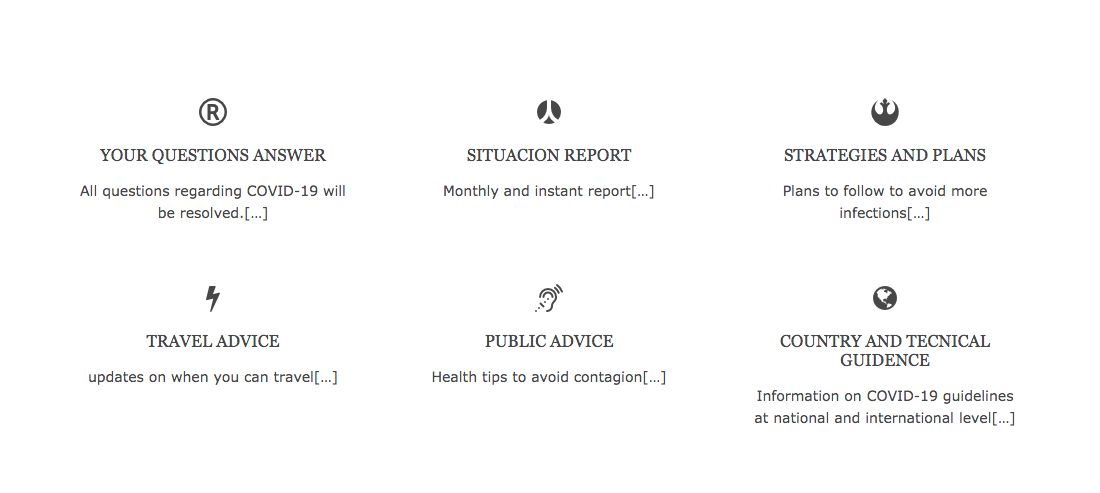 ®
YOUR QUESTIONS ANSWER
All questions regarding COVID-19 will
be resolved.[...]
SITUACION REPORT
Monthly and instant report[...]
STRATEGIES AND PLANS
Plans to follow to avoid more
infections[...]
TRAVEL ADVICE
updates on when you can travel[...]
PUBLIC ADVICE
Health tips to avoid contagion[...]
COUNTRY AND TECNICAL
GUIDENCE
Information on COVID-19 guidelines
at national and international level[...]